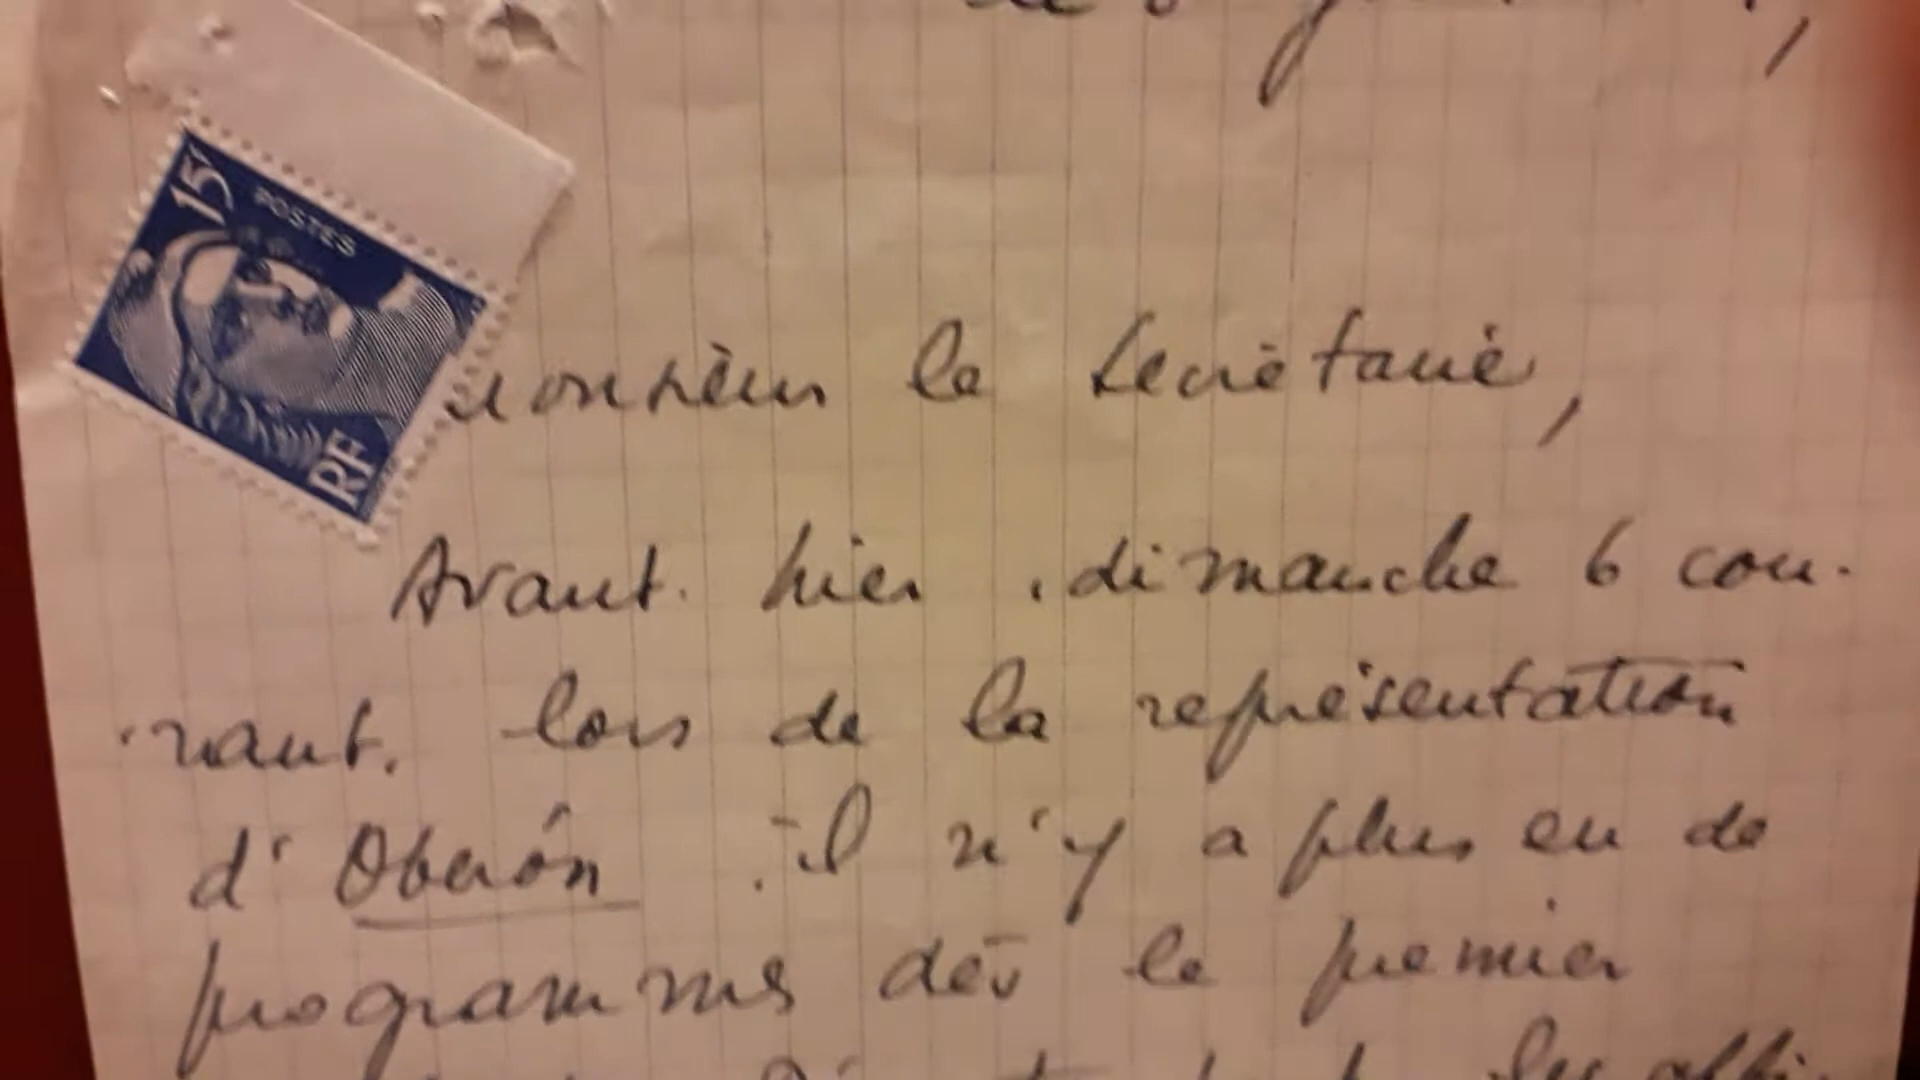 15f
POSTES
RF
Monsieur le Secrétaire,
Avant-hier, dimanche 6 cou-
rant, lors de la représentation
d'Obéron, il n'y a plus eu de
programmes dès le premier